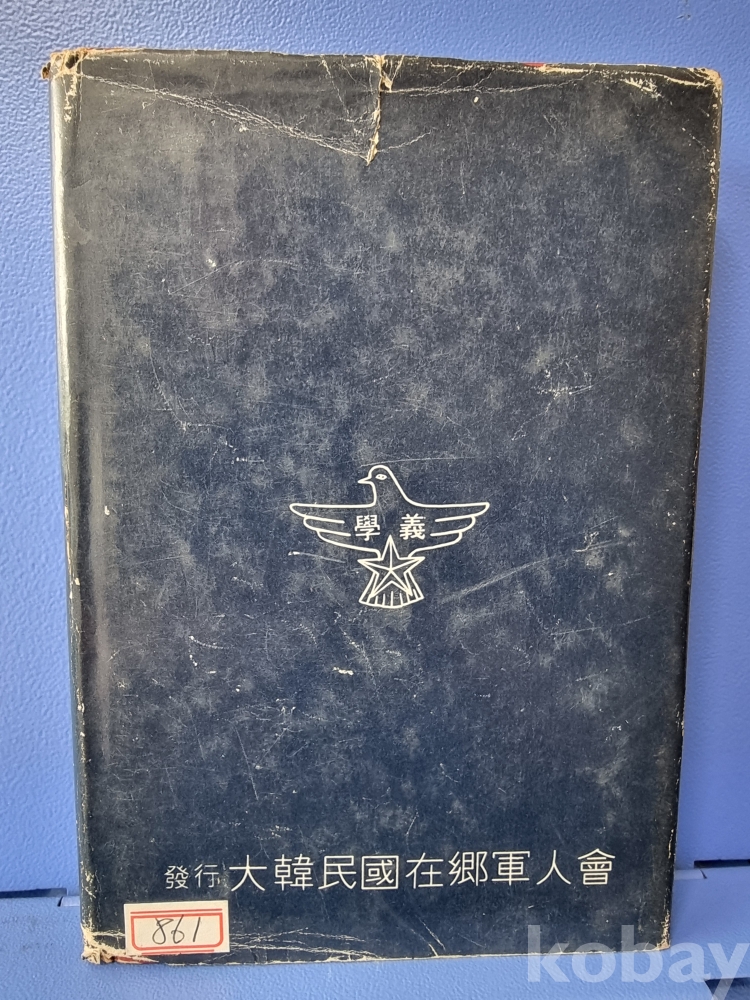 學 義
發行 大韓民國在鄕軍人會
861
kobay